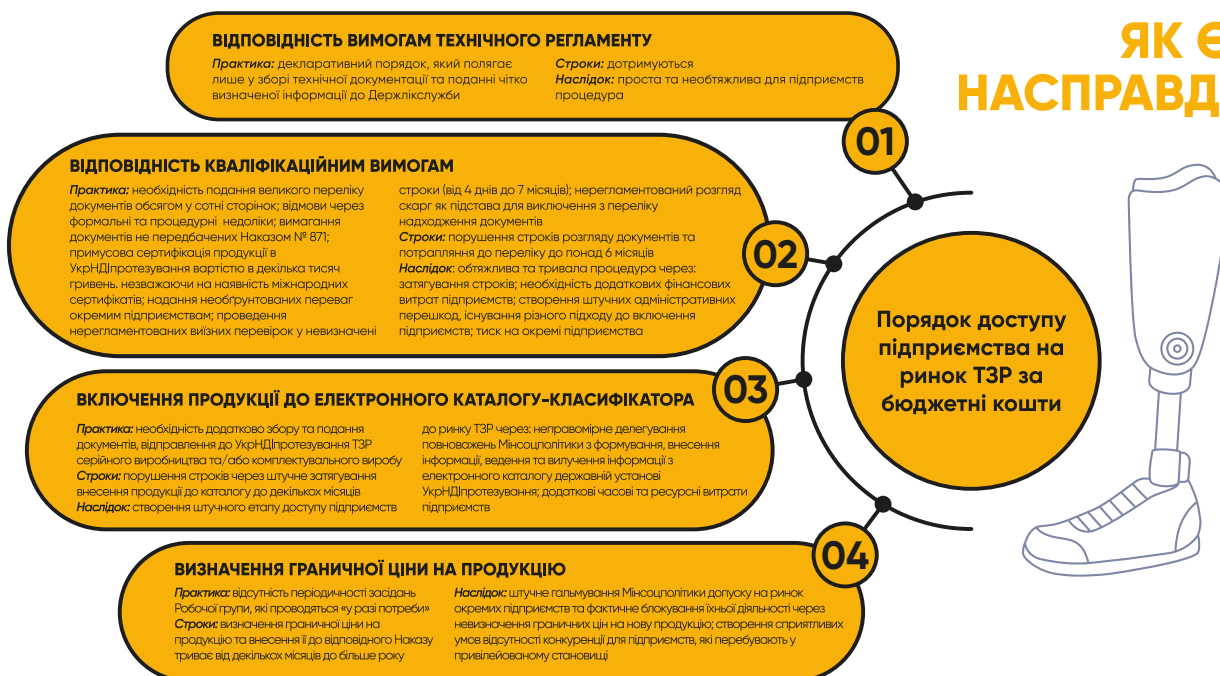 ЯК Є
НАСПРАВД
ВІДПОВІДНІСТЬ ВИМОГАМ ТЕХНІЧНОГО РЕГЛАМЕНТУ
Практика: декларативний порядок, який полягає
лише у зборі технічної документації та поданні чітко
визначеної інформації до Держлікслужби
Строки: дотримуються
Наслідок: проста та необтяжлива для підприємств
процедура
01
ВІДПОВІДНІСТЬ КВАЛІФІКАЦІЙНИМ ВИМОГАМ
Практика: необхідність подання великого переліку
документів обсягом у сотні сторінок; відмови через
формальні та процедурні недоліки; вимагання
документів не передбачених Наказом № 871;
примусова сертифікація продукції в
УкрНДІпротезування вартістю в декілька тисяч
гривень. незважаючи на наявність міжнародних
сертифікатів; надання необґрунтованих переваг
окремим підприємствам; проведення
нерегламентованих виїзних перевірок у невизначені
строки (від 4 днів до 7 місяців); нерегламентований розгляд
скарг як підстава для виключення з переліку
надходження документів
Строки: порушення строків розгляду документів та
потрапляння до переліку до понад 6 місяців
Наслідок: обтяжлива та тривала процедура через:
затягування строків; необхідність додаткових фінансових
витрат підприємств; створення штучних адміністративних
перешкод, існування різного підходу до включення
підприємств; тиск на окремі підприємства
02
ВКЛЮЧЕННЯ ПРОДУКЦІЇ ДО ЕЛЕКТРОННОГО КАТАЛОГУ-КЛАСИФІКАТОРА
Практика: необхідність додатково збору та подання
документів, відправлення до УкрНДІпротезування ТЗР
серійного виробництва та/або комплектувального виробу
Строки: порушення строків через штучне затягування
внесення продукції до каталогу до декількох місяців
Наслідок: створення штучного етапу доступу підприємств
до ринку ТЗР через: неправомірне делегування
повноважень Мінсоцполітики з формування, внесення
інформації, ведення та вилучення інформації з
електронного каталогу державній установі
УкрНДІпротезування; додаткові часові та ресурсні витрати
підприємств
03
ВИЗНАЧЕННЯ ГРАНИЧНОЇ ЦІНИ НА ПРОДУКЦІЮ
Практика: відсутність періодичності засідань
Робочої групи, які проводяться «у разі потреби»
Строки: визначення граничної ціни на
продукцію та внесення її до відповідного Наказу
триває від декількох місяців до більше року
Наслідок: штучне гальмування Мінсоцполітики допуску на ринок
окремих підприємств та фактичне блокування їхньої діяльності через
невизначення граничних цін на нову продукцію; створення сприятливих
умов відсутності конкуренції для підприємств, які перебувають у
привілейованому становищі
04
Порядок доступу
підприємства на
ринок ТЗР за
бюджетні кошти